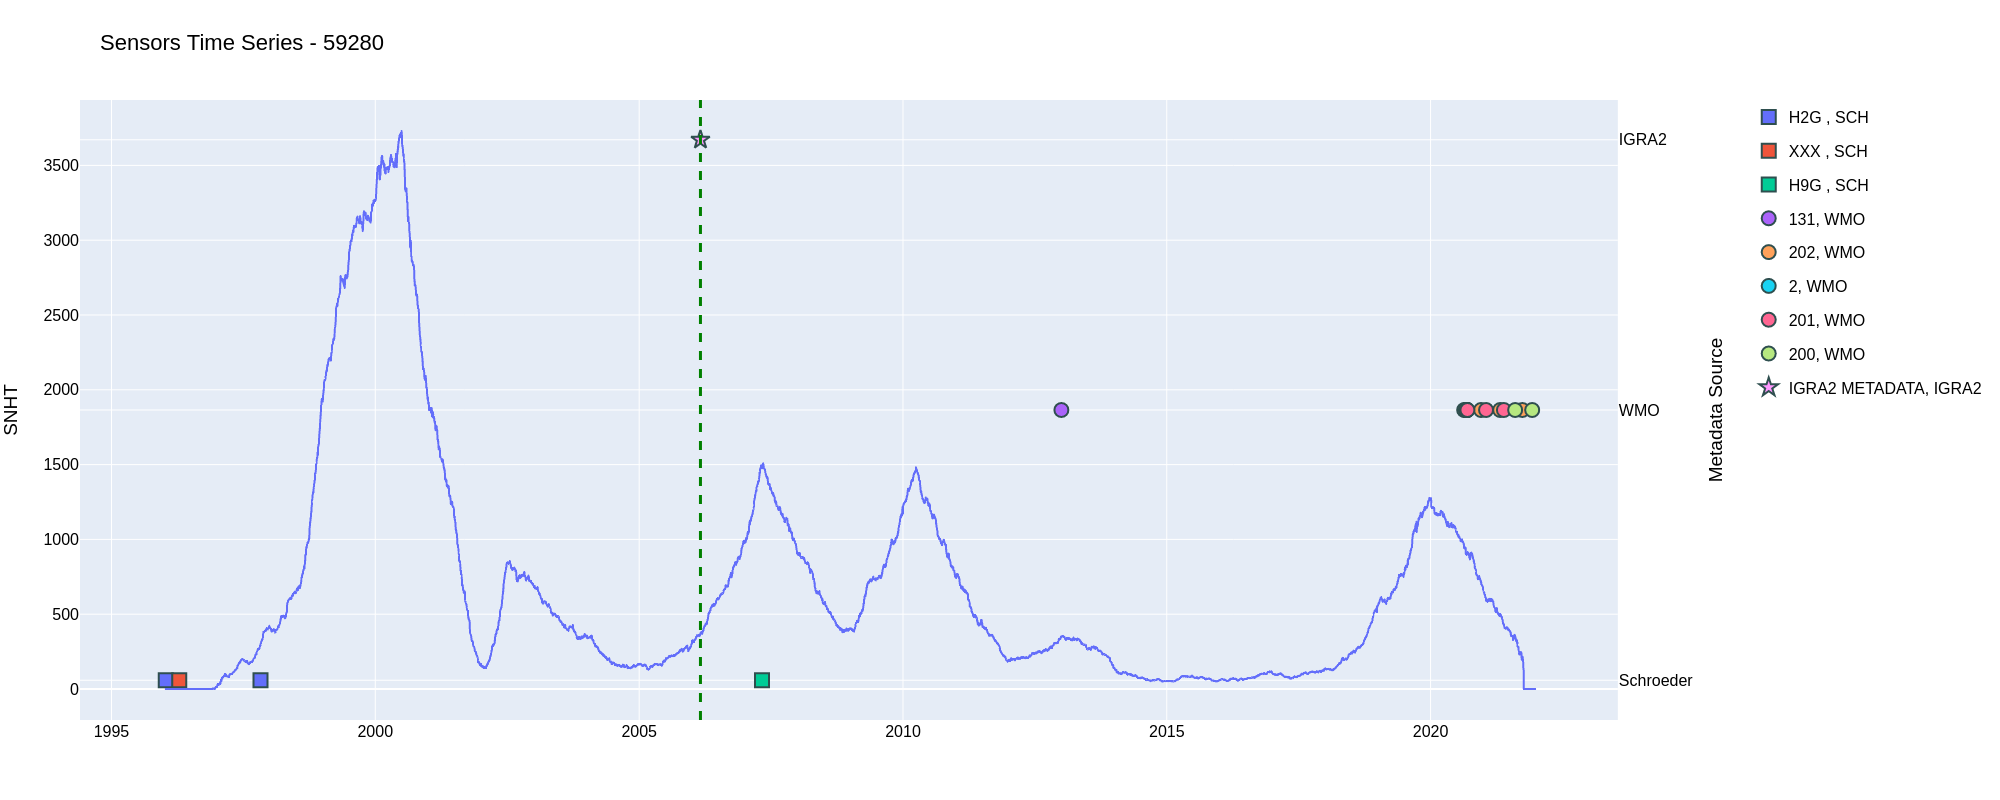 Sensors Time Series - 59280
SNHT
3500
3000
2500
2000
1500
1000
500
0
1995
2000
2005
2010
2015
2020
IGRA2
WMO
Schroeder
Metadata Source
H2G , SCH
XXX , SCH
H9G , SCH
131, WMO
202, WMO
2, WMO
201, WMO
200, WMO
IGRA2 METADATA, IGRA2